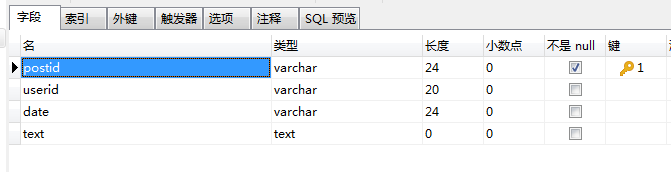 字段 索引 外键 触发器 选项 注释 SQL 预览
名 类型 长度 小数点 不是 null 键
postid varchar 24 0 1
userid varchar 20 0
date varchar 24 0
text text 0 0